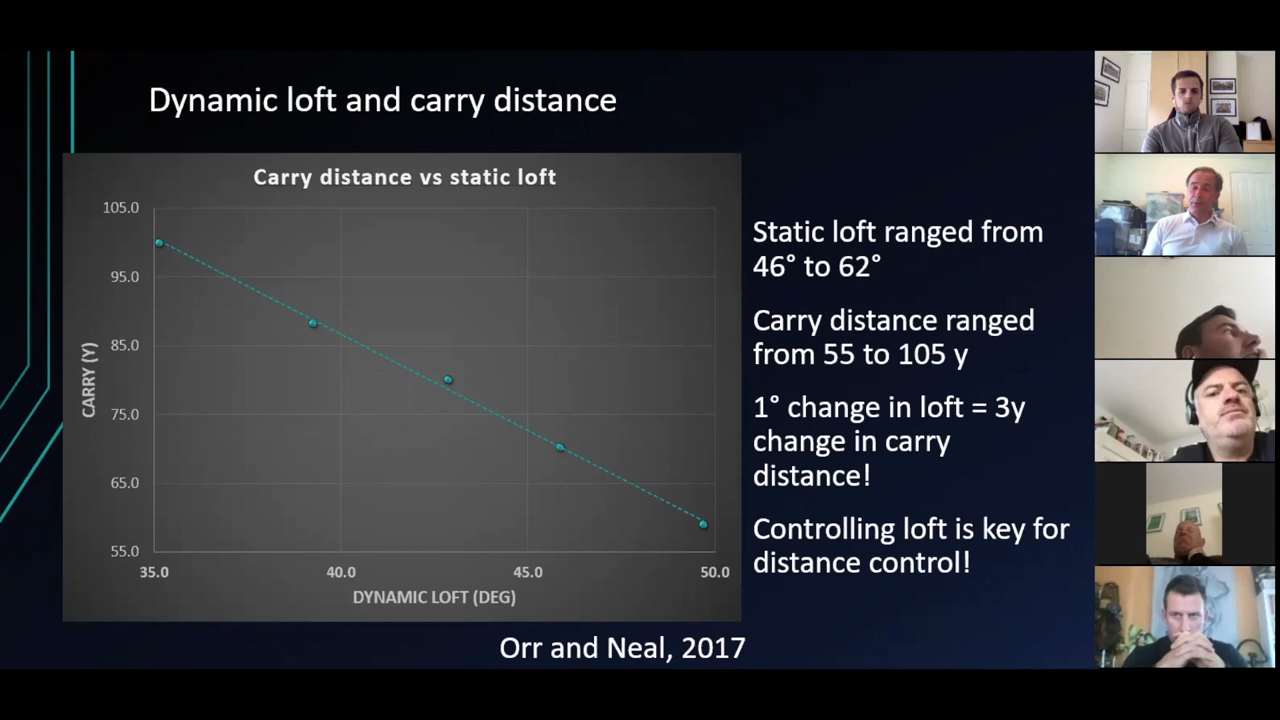 Dynamic loft and carry distance
Carry distance vs static loft
105.0
95.0
85.0
75.0
65.0
55.0
CARRY (Y)
35.0 40.0 45.0 50.0
DYNAMIC LOFT (DEG)
Static loft ranged from
46° to 62°
Carry distance ranged
from 55 to 105 y
1° change in loft = 3y
change in carry
distance!
Controlling loft is key for
distance control!
Orr and Neal, 2017